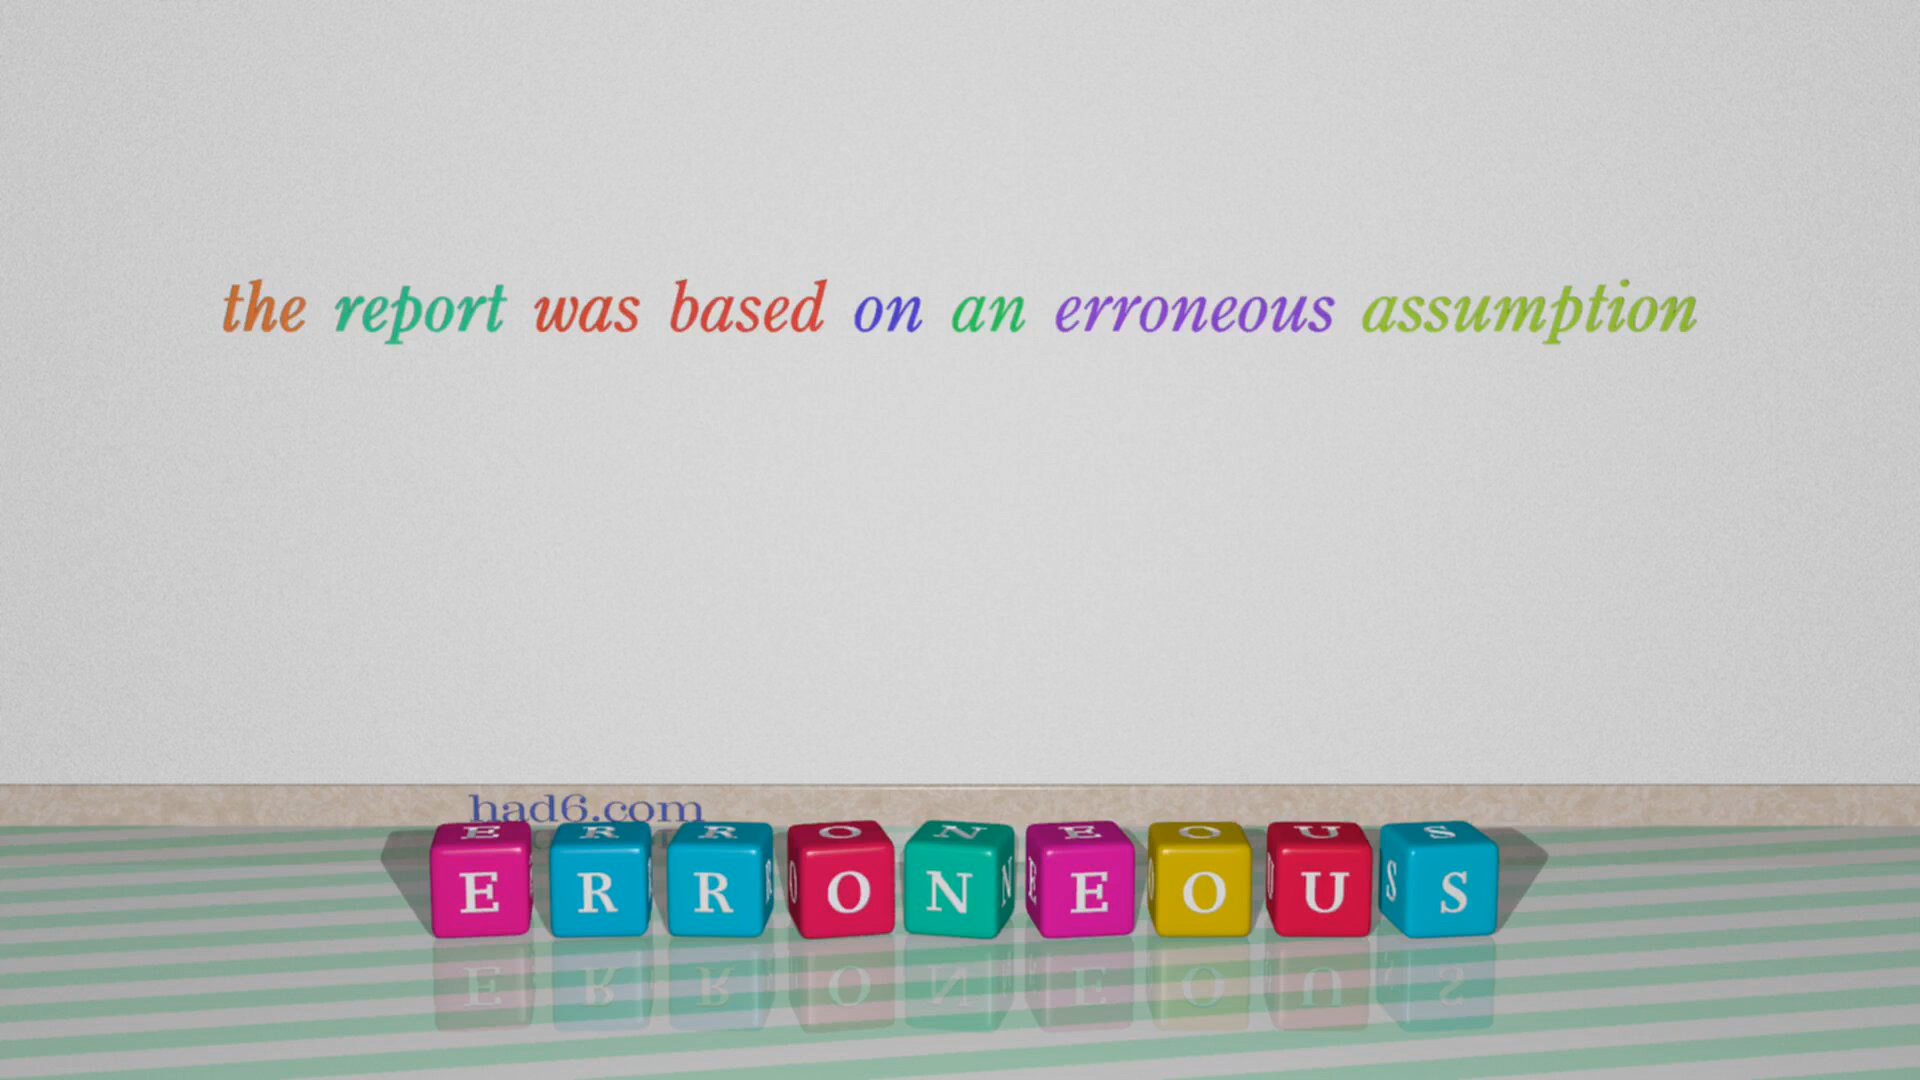 the report was based on an erroneous assumption
had6.com
ERRONEOUS